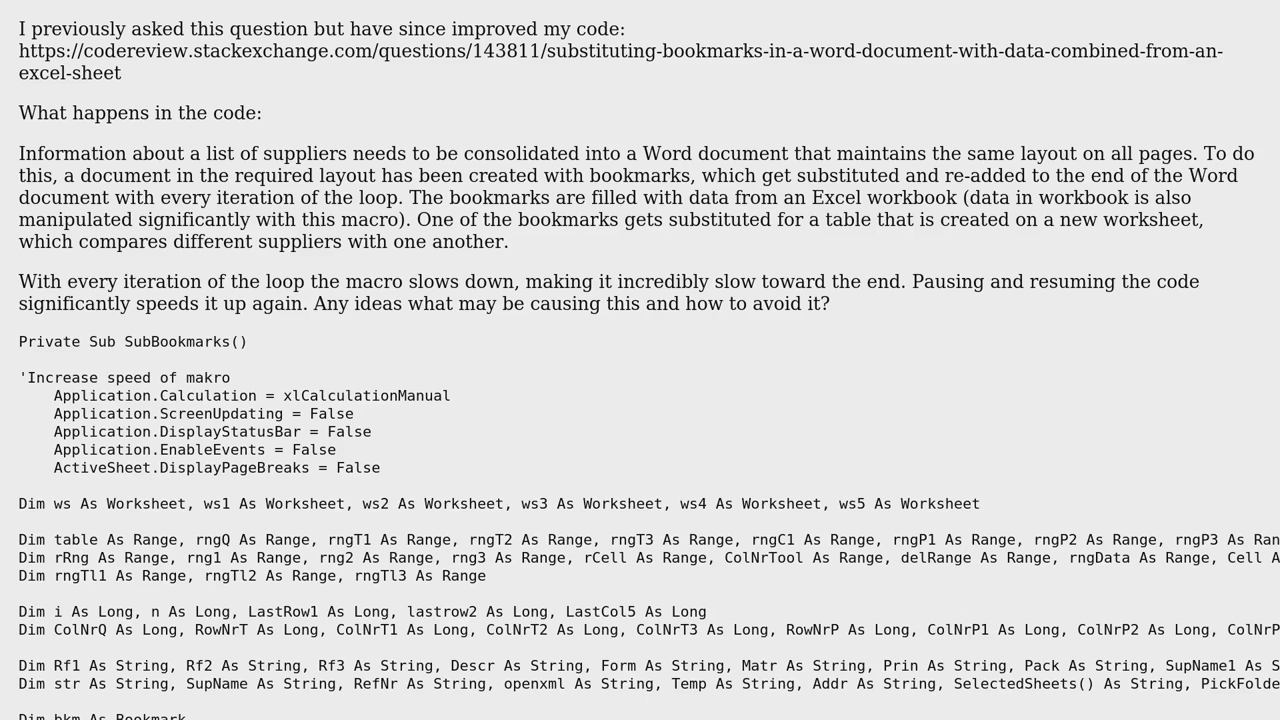 I previously asked this question but have since improved my code:
https://codereview.stackexchange.com/questions/143811/substituting-bookmarks-in-a-word-document-with-data-combined-from-an-
excel-sheet
What happens in the code:
Information about a list of suppliers needs to be consolidated into a Word document that maintains the same layout on all pages. To do
this, a document in the required layout has been created with bookmarks, which get substituted and re-added to the end of the Word
document with every iteration of the loop. The bookmarks are filled with data from an Excel workbook (data in workbook is also
manipulated significantly with this macro). One of the bookmarks gets substituted for a table that is created on a new worksheet,
which compares different suppliers with one another.
With every iteration of the loop the macro slows down, making it incredibly slow toward the end. Pausing and resuming the code
significantly speeds it up again. Any ideas what may be causing this and how to avoid it?
Private Sub SubBookmarks()
'Increase speed of makro
Application.Calculation = xlCalculationManual
Application.ScreenUpdating = False
Application.DisplayStatusBar = False
Application.EnableEvents = False
ActiveSheet.DisplayPageBreaks = False
Dim ws As Worksheet, ws1 As Worksheet, ws2 As Worksheet, ws3 As Worksheet, ws4 As Worksheet, ws5 As Worksheet
Dim table As Range, rngQ As Range, rngT1 As Range, rngT2 As Range, rngT3 As Range, rngC1 As Range, rngP1 As Range, rngP2 As Range, rngP3 As Ran
Dim rRng As Range, rng1 As Range, rng2 As Range, rng3 As Range, rCell As Range, ColNrTool As Range, delRange As Range, rngData As Range, Cell A
Dim rngTl1 As Range, rngTl2 As Range, rngTl3 As Range
Dim i As Long, n As Long, LastRow1 As Long, lastrow2 As Long, LastCol5 As Long
Dim ColNrQ As Long, RowNrT As Long, ColNrT1 As Long, ColNrT2 As Long, ColNrT3 As Long, RowNrP As Long, ColNrP1 As Long, ColNrP2 As Long, ColNrP
Dim Rf1 As String, Rf2 As String, Rf3 As String, Descr As String, Form As String, Matr As String, Prin As String, Pack As String, SupName1 As S
Dim str As String, SupName As String, RefNr As String, openxml As String, Temp As String, Addr As String, SelectedSheets() As String, PickFolde
Dim bkm As Bookmark